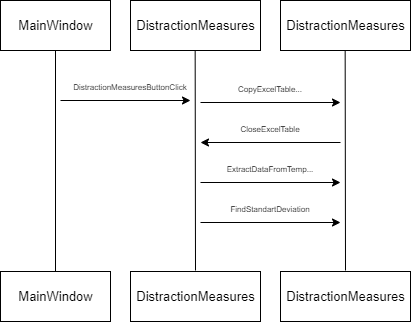 MainWindow
DistractionMeasures
DistractionMeasures
DistractionMeasuresButtonClick
CopyExcelTable...
CloseExcelTable
ExtractDataFromTemp...
FindStandartDeviation
MainWindow
DistractionMeasures
DistractionMeasures